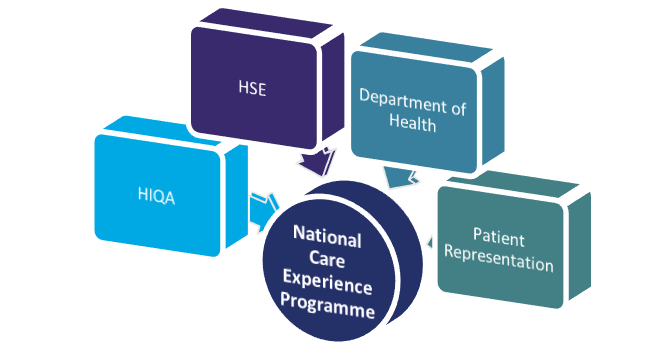 HSE
Department of
Health
HIQA
Patient
Representation
National
Care
Experience
Programme